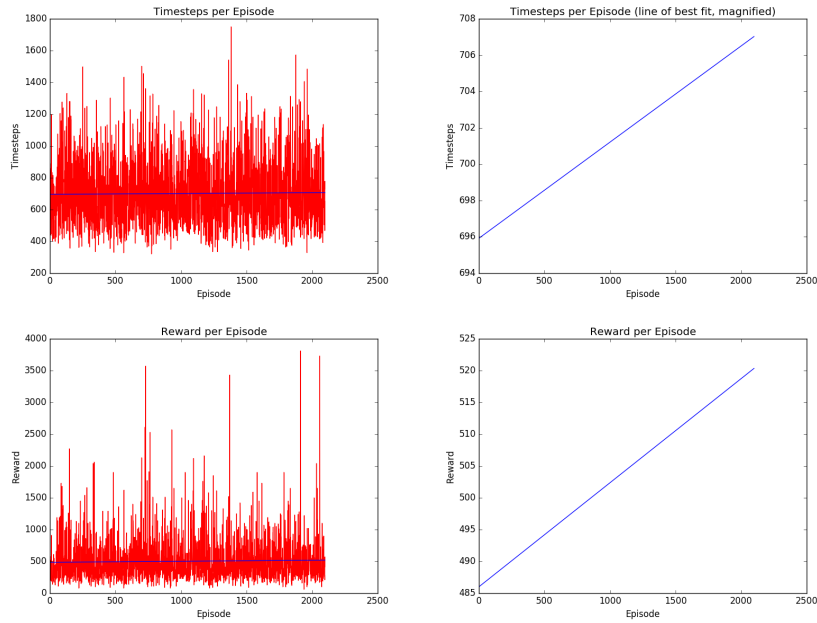 Timesteps per Episode
1800
1600
1400
1200
1000
800
600
400
200
Timesteps
0 500 1000 1500 2000 2500
Episode
Timesteps per Episode (line of best fit, magnified)
708
706
704
702
700
698
696
694
Timesteps
0 500 1000 1500 2000 2500
Episode
Reward per Episode
4000
3500
3000
2500
2000
1500
1000
500
0
Reward
0 500 1000 1500 2000 2500
Episode
Reward per Episode
525
520
515
510
505
500
495
490
485
Reward
0 500 1000 1500 2000 2500
Episode